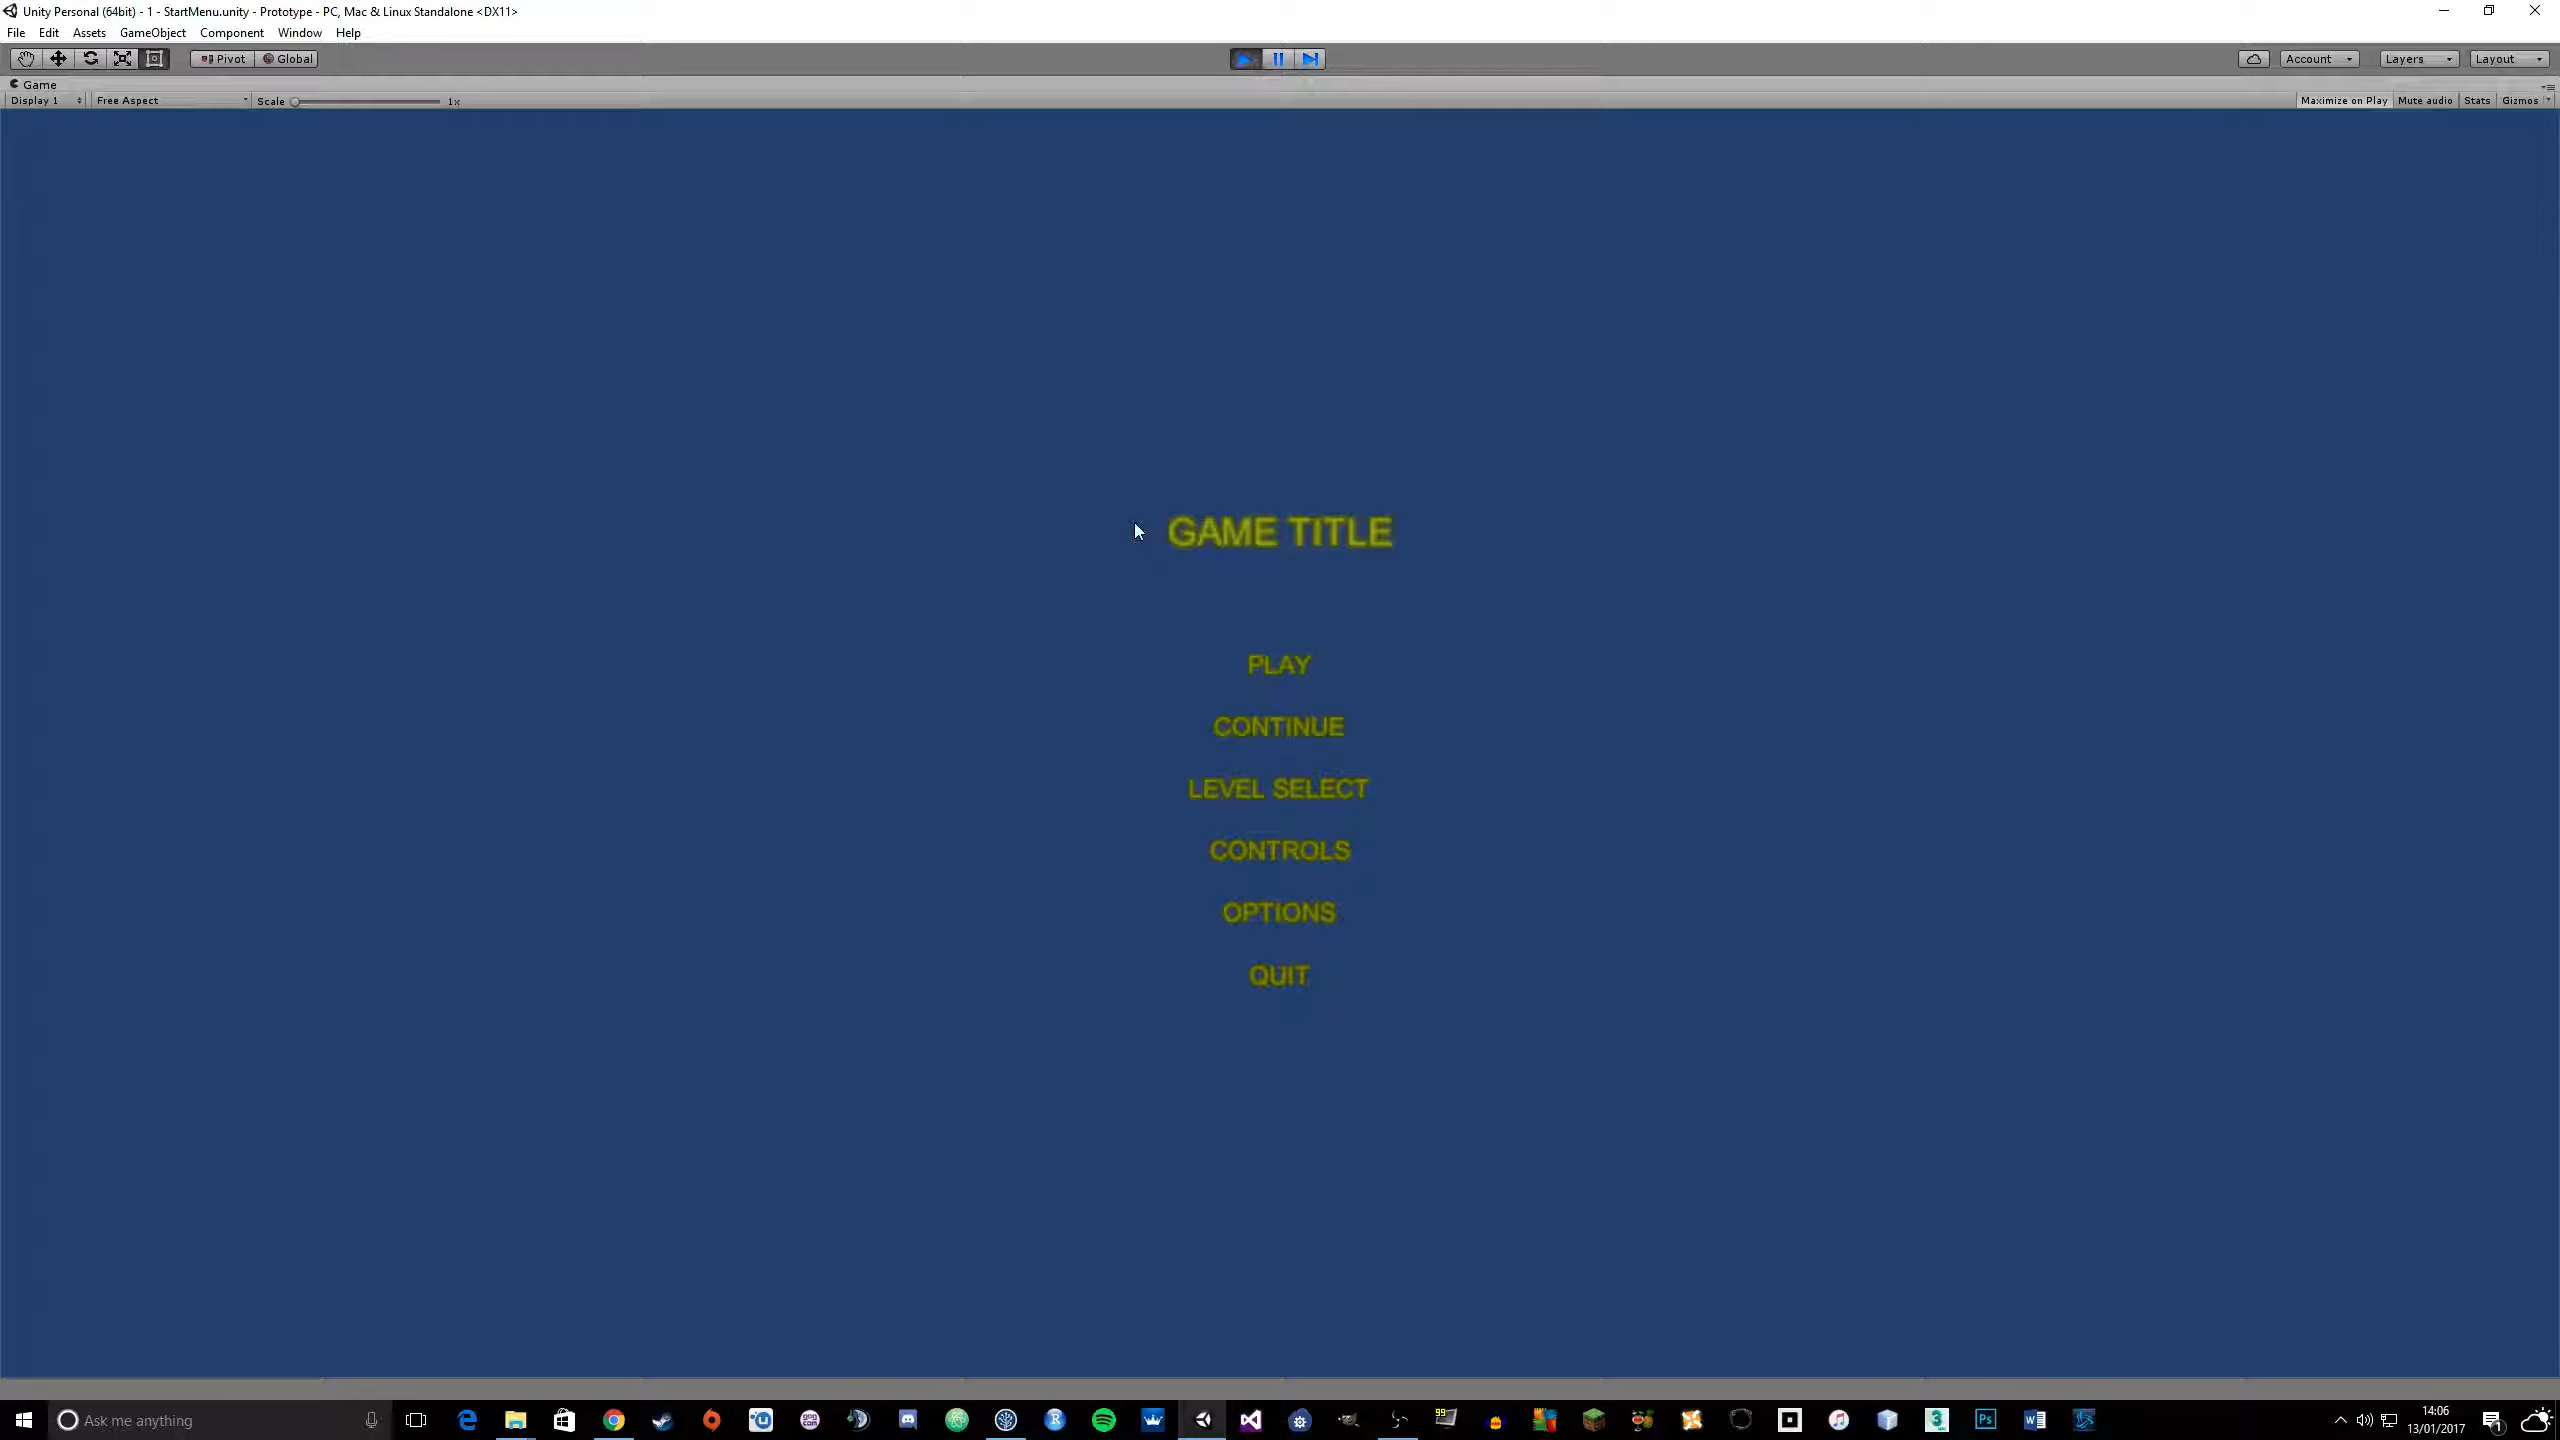 Unity Personal (64bit) - 1 - StartMenu.unity - Prototype - PC, Mac & Linux Standalone <DX11>
File Edit Assets GameObject Component Window Help
Pivot Global Account Layers Layout
Game
Display 1 Free Aspect Scale 1x Maximize on Play Mute audio Stats Gizmos
GAME TITLE
PLAY
CONTINUE
LEVEL SELECT
CONTROLS
OPTIONS
QUIT
Ask me anything
14:06
13/01/2017